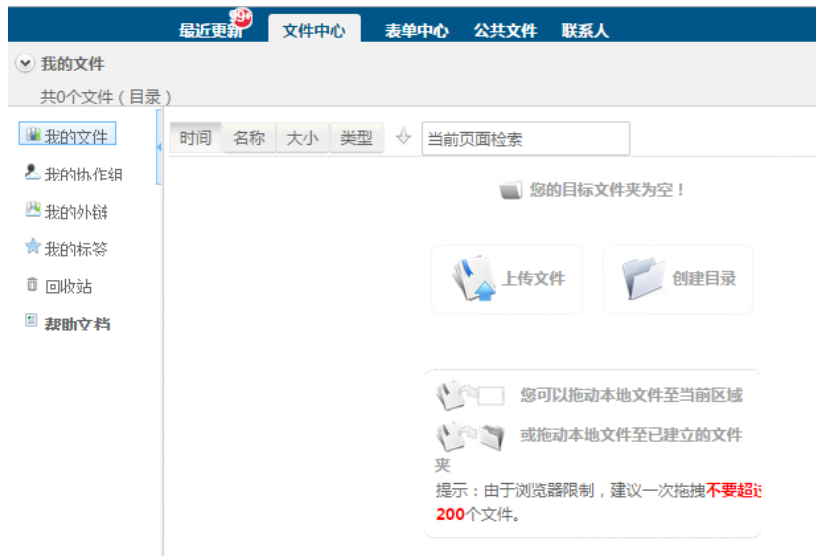 最近更新 99+ 文件中心 表单中心 公共文件 联系人
我的文件
共0个文件（目录）
我的文件
我的协作组
我的外链
我的标签
回收站
帮助文档
时间 名称 大小 类型 当前页面检索
您的目标文件夹为空！
上传文件 创建目录
您可以拖动本地文件至当前区域
或拖动本地文件至已建立的文件
夹
提示：由于浏览器限制，建议一次拖拽不要超过
200个文件。